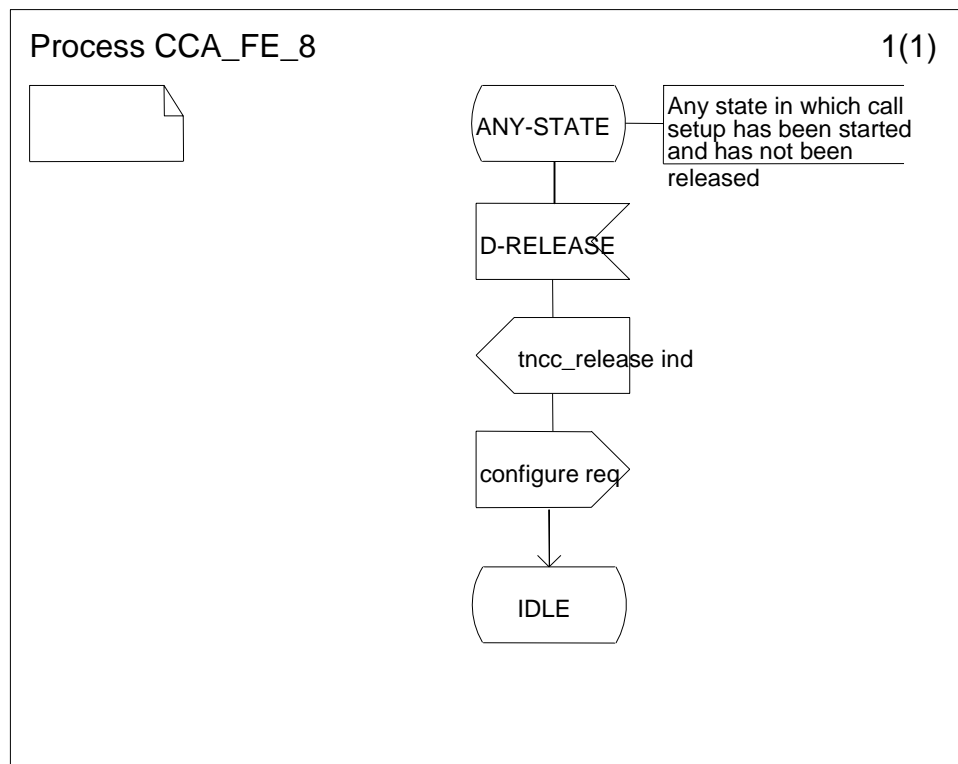 Process CCA_FE_8
1(1)
ANY-STATE
Any state in which call
setup has been started
and has not been
released
D-RELEASE
tncc_release ind
configure req
IDLE